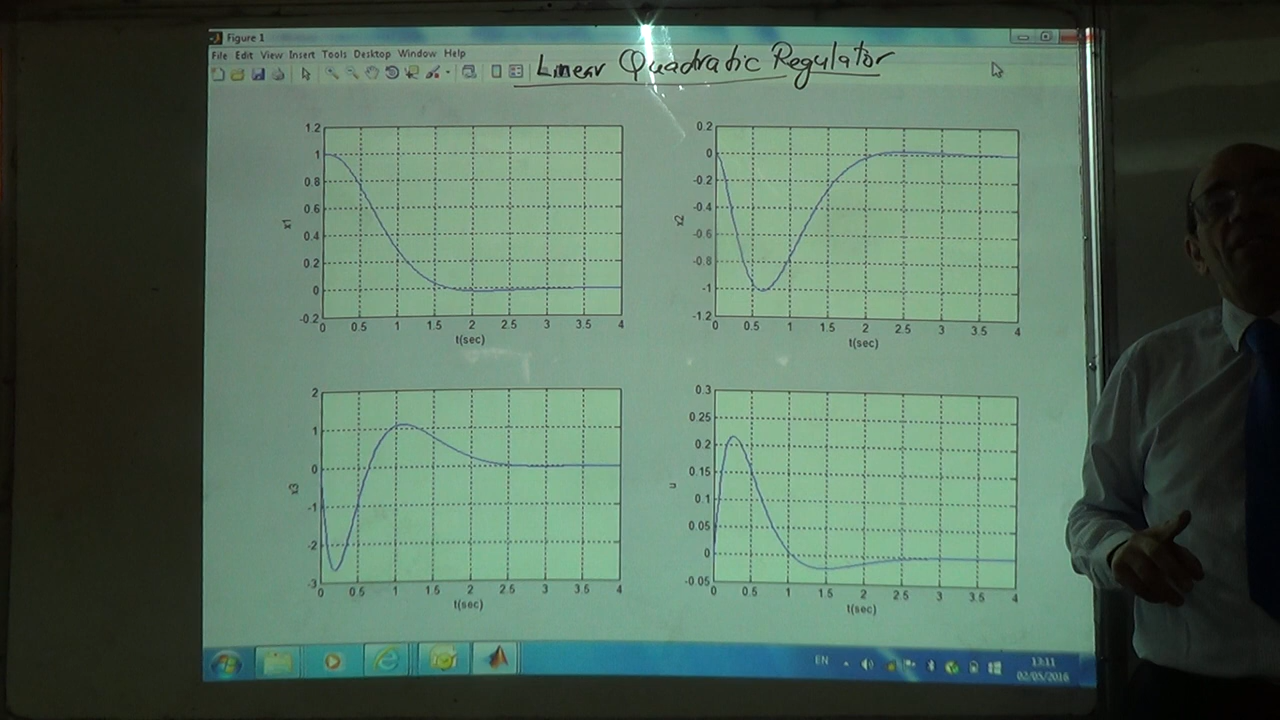 Figure 1
File Edit View Insert Tools Desktop Window Help
Linear Quadratic Regulator
1.2
1
0.8
0.6
0.4
0.2
0
-0.2
x1
0 0.5 1 1.5 2 2.5 3 3.5 4
t(sec)
0.2
0
-0.2
-0.4
-0.6
-0.8
-1
-1.2
x2
0 0.5 1 1.5 2 2.5 3 3.5 4
t(sec)
2
1
0
-1
-2
-3
x3
0 0.5 1 1.5 2 2.5 3 3.5 4
t(sec)
0.3
0.25
0.2
0.15
0.1
0.05
0
-0.05
u
0 0.5 1 1.5 2 2.5 3 3.5 4
t(sec)
EN
13:11
02/05/2016